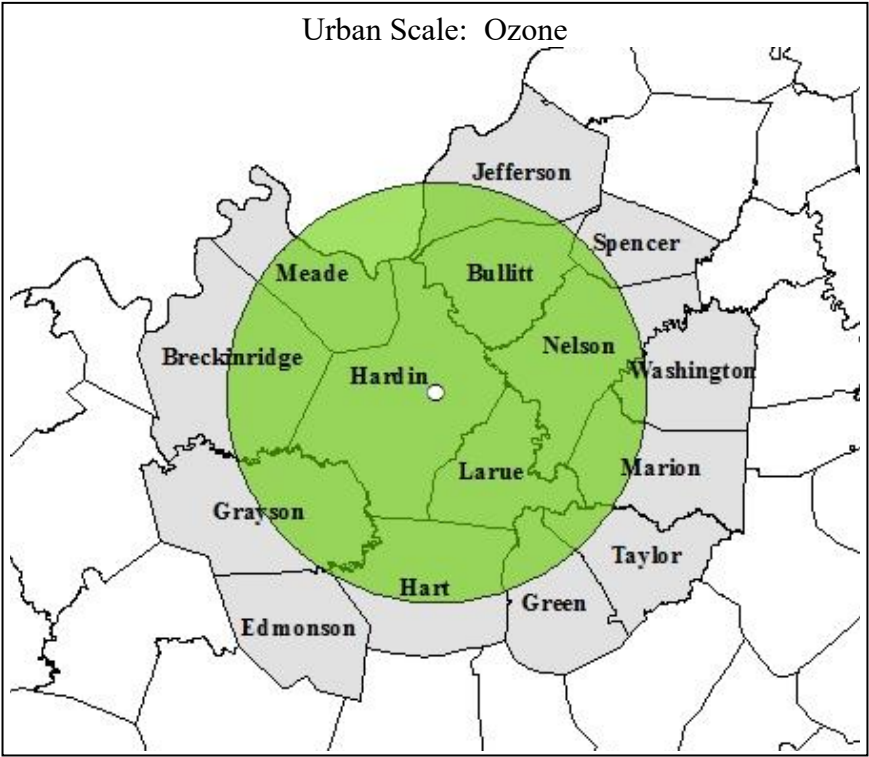 Urban Scale: Ozone
Jefferson
Spencer
Meade
Bullitt
Nelson
Breckinridge
Washington
Hardin
Larue
Marion
Grayson
Taylor
Hart
Green
Edmonson